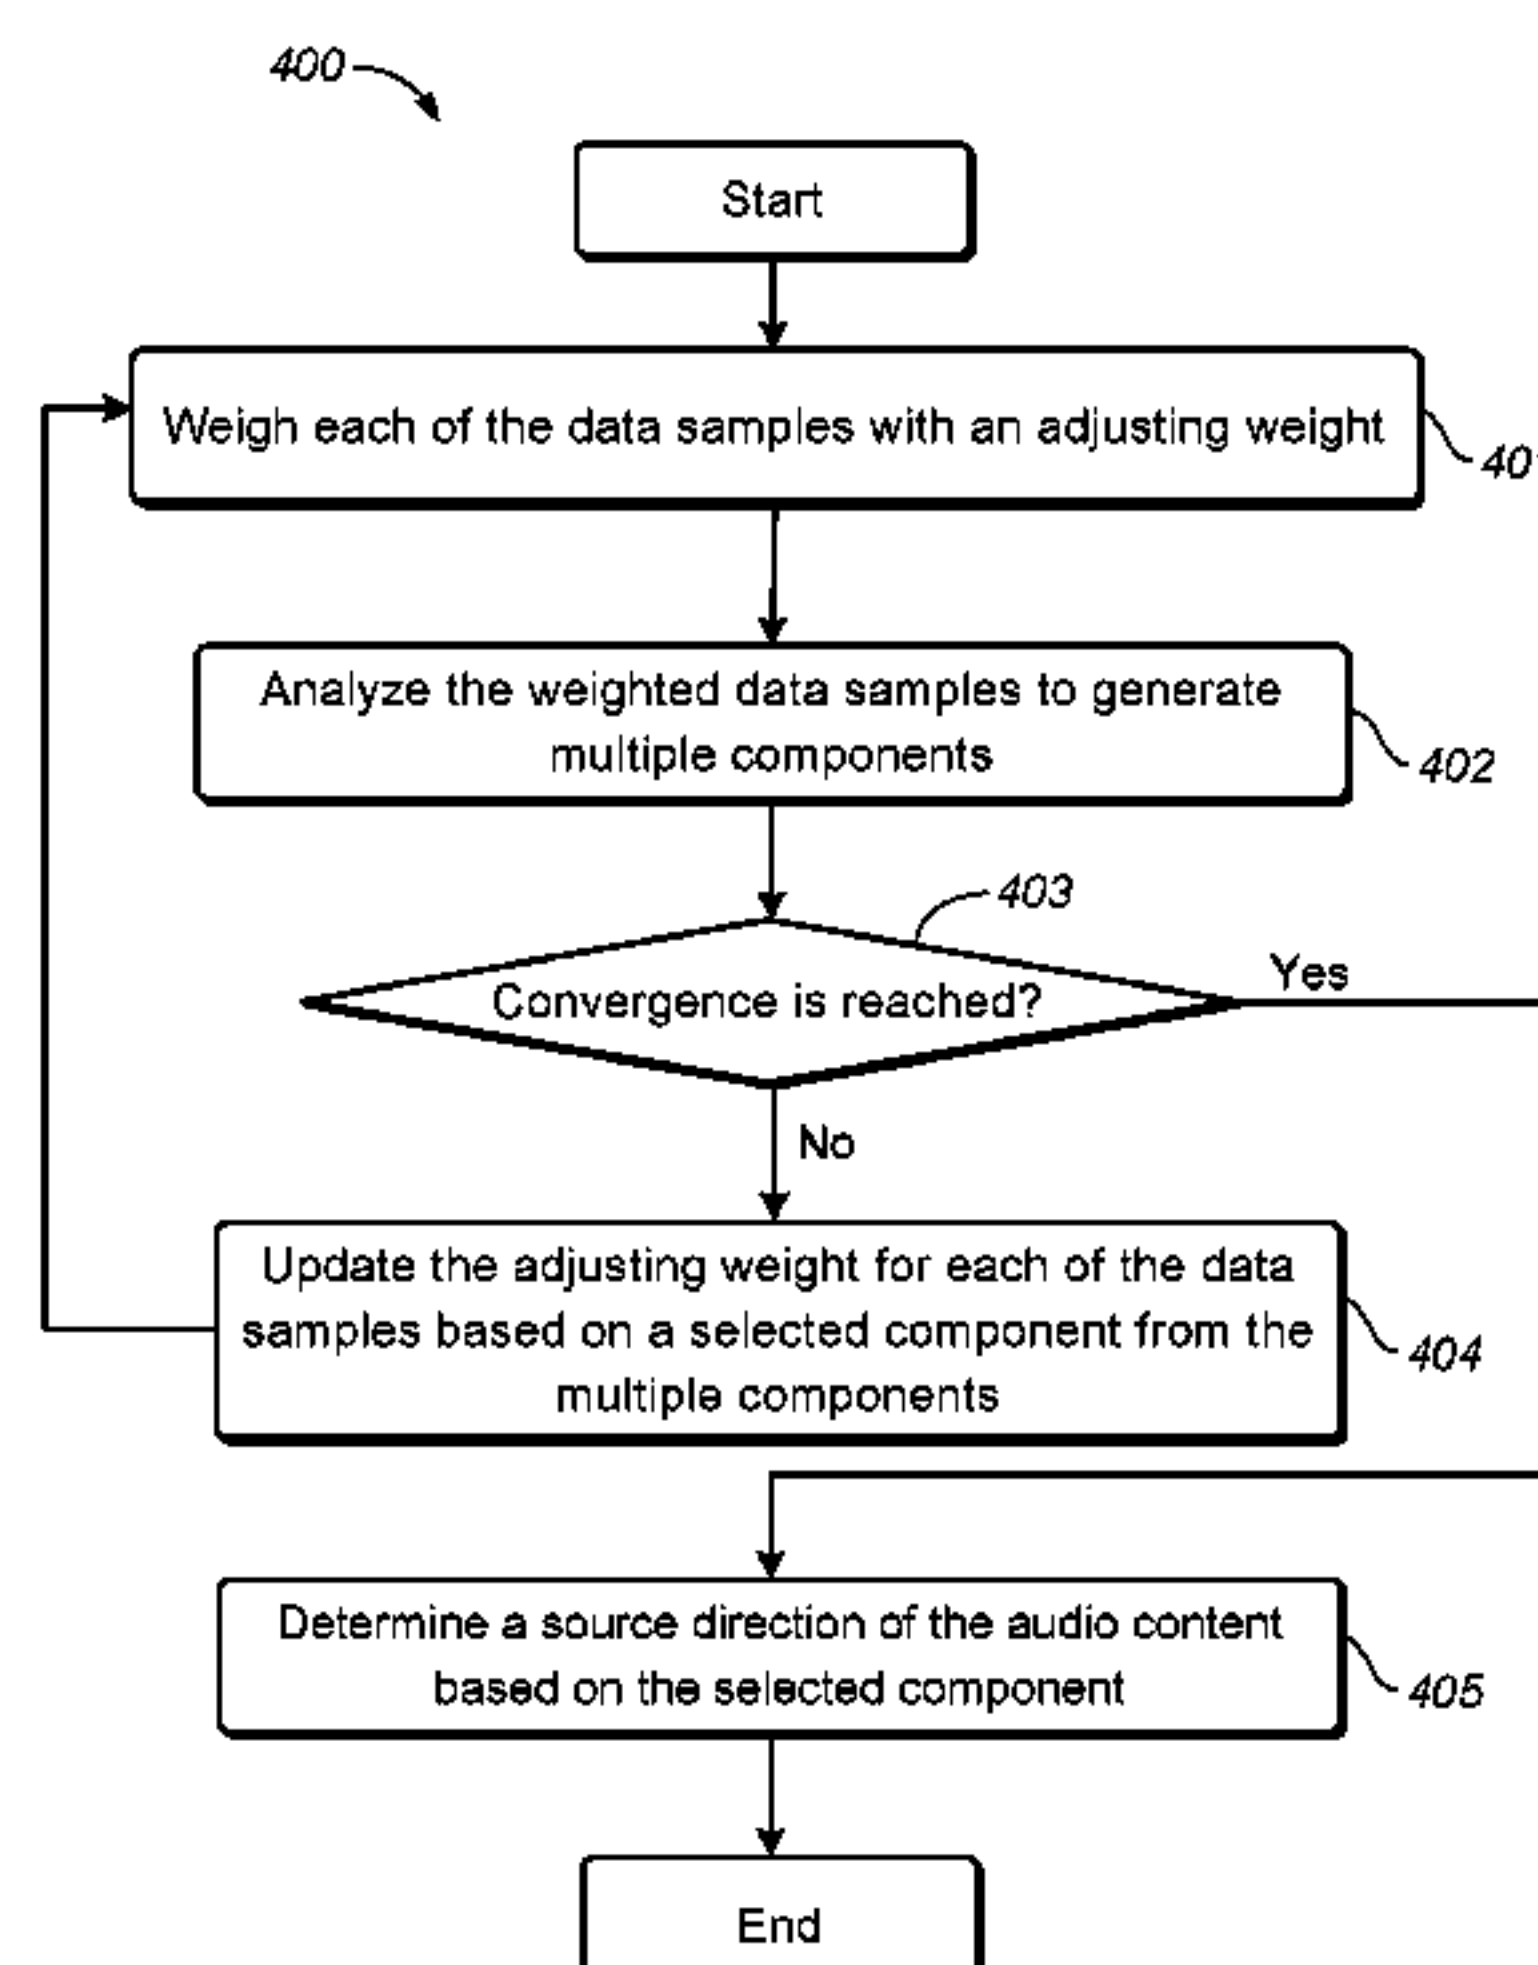 400
Start
Weigh each of the data samples with an adjusting weight
40
Analyze the weighted data samples to generate
multiple components
402
403
Convergence is reached?
Yes
No
Update the adjusting weight for each of the data
samples based on a selected component from the
multiple components
404
Determine a source direction of the audio content
based on the selected component
405
End